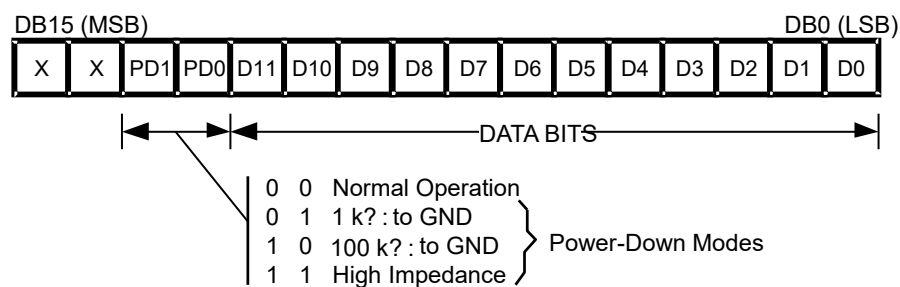 DB15 (MSB) DB0 (LSB)
X X PD1 PD0 D11 D10 D9 D8 D7 D6 D5 D4 D3 D2 D1 D0
DATA BITS
0 0 Normal Operation
0 1 1 k? : to GND
1 0 100 k? : to GND
1 1 High Impedance
Power-Down Modes